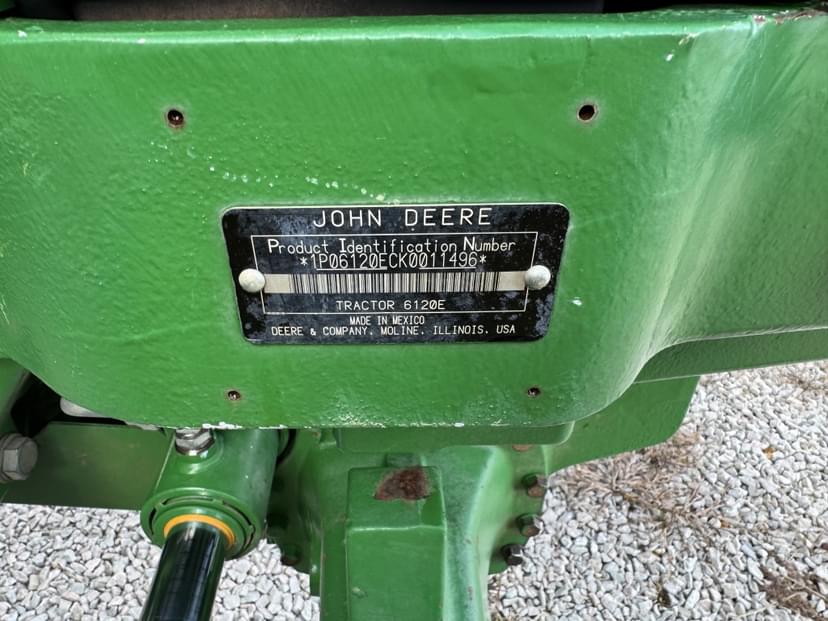 JOHN DEERE
Product Identification Number
*1P06120ECK0011496*
TRACTOR 6120E
MADE IN MEXICO
DEERE & COMPANY, MOLINE, ILLINOIS, USA